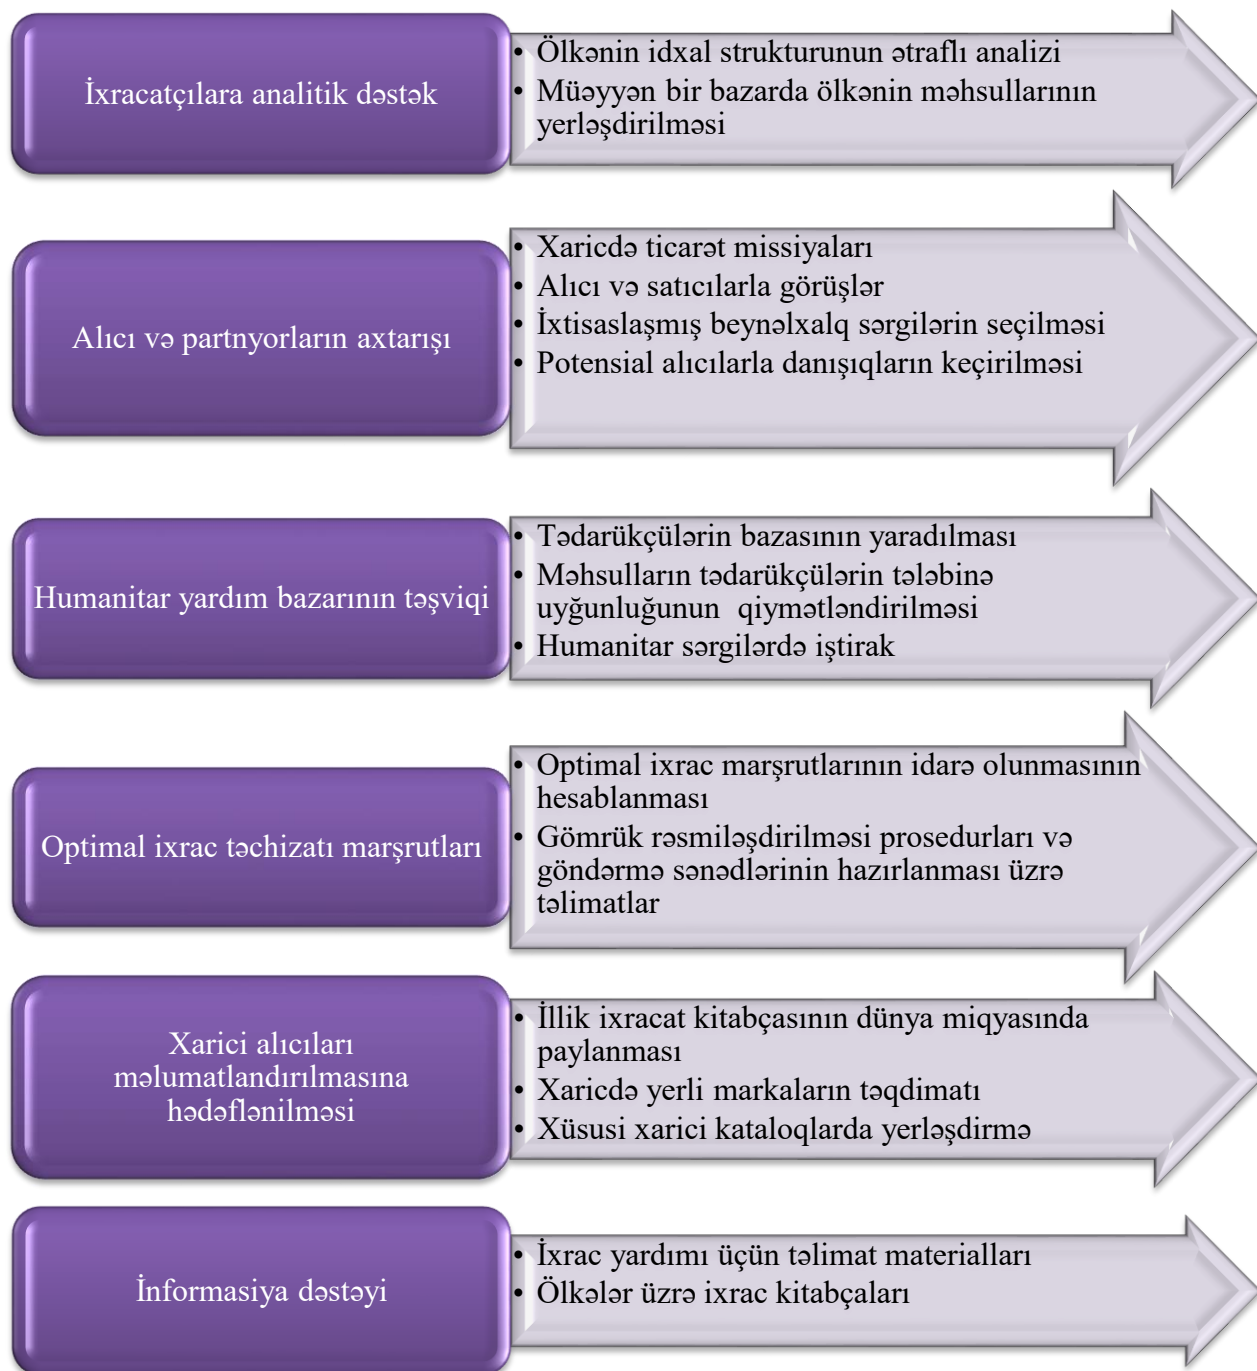 İxracatçılara analitik dəstək
• Ölkənin idxal strukturunun ətraflı analizi
• Müəyyən bir bazarda ölkənin məhsullarının
yerləşdirilməsi
Alıcı və partnyorların axtarışı
• Xaricdə ticarət missiyaları
• Alıcı və satıcılarla görüşlər
• İxtisaslaşmış beynəlxalq sərgilərin seçilməsi
• Potensial alıcılarla danışıqların keçirilməsi
Humanitar yardım bazarının təşviqi
• Tədarükçülərin bazasının yaradılması
• Məhsulların tədarükçülərin tələbinə
uyğunluğunun qiymətləndirilməsi
• Humanitar sərgilərdə iştirak
Optimal ixrac təchizatı marşrutları
• Optimal ixrac marşrutlarının idarə olunmasının
hesablanması
• Gömrük rəsmiləşdirilməsi prosedurları və
göndərmə sənədlərinin hazırlanması üzrə
təlimatlar
Xarici alıcıları
məlumatlandırılmasına
hədəflənilməsi
• İllik ixracat kitabçasının dünya miqyasında
paylanması
• Xaricdə yerli markaların təqdimatı
• Xüsusi xarici kataloqlarda yerləşdirmə
İnformasiya dəstəyi
• İxrac yardımı üçün təlimat materialları
• Ölkələr üzrə ixrac kitabçaları